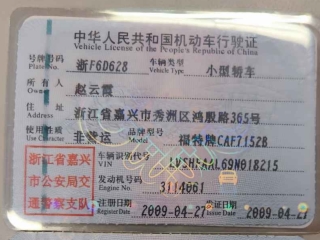 中华人民共和国机动车行驶证
Vehicle License of the People's Republic of China
号牌号码 浙F6D628 车辆类型 小型轿车
Plate No. Vehicle Type
所有人 赵云霞
Owner
住址 浙江省嘉兴市秀洲区鸿殷路365号
Address
使用性质 非营运 品牌型号 福特牌CAF7152B
Use Character Model
浙江省嘉兴
市公安局交
通警察支队
车辆识别代号 LVSHFAAL69N018215
VIN
发动机号码 3114061
Engine No.
注册日期 2009-04-27 发证日期 2009-04-27
Register Date Issue Date